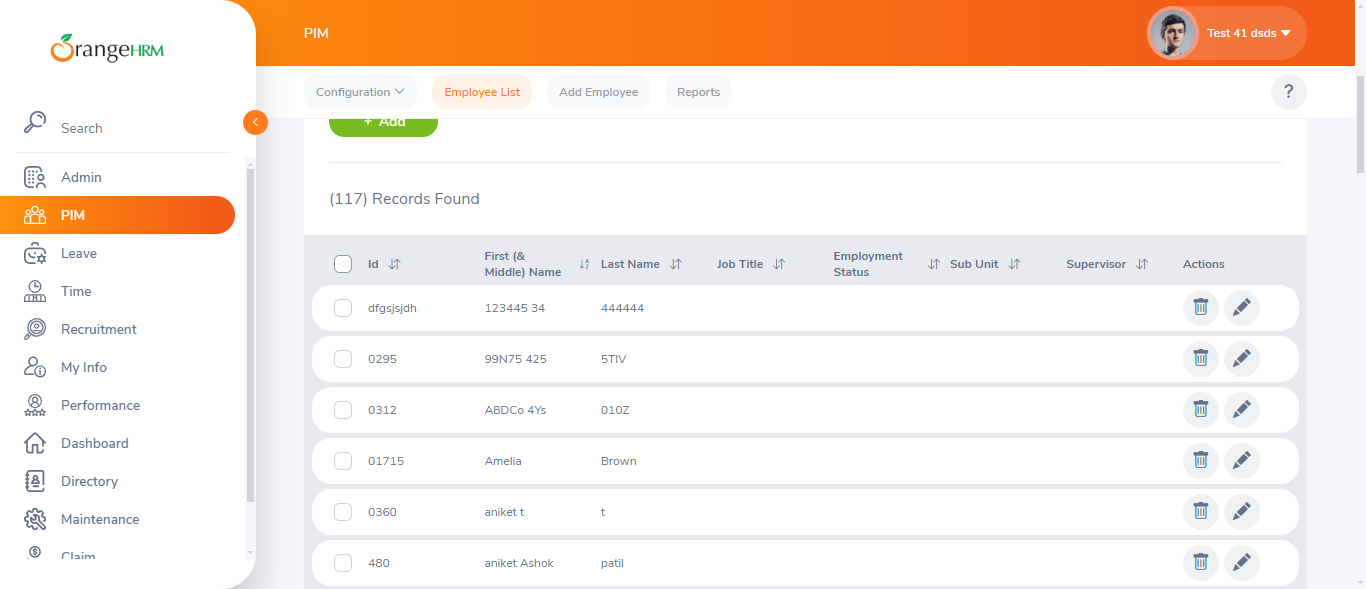 OrangeHRM
PIM
Test 41 dsds
Search
Configuration
Employee List
Add Employee
Reports
?
+ Add
(117) Records Found
Admin
PIM
Leave
Time
Recruitment
My Info
Performance
Dashboard
Directory
Maintenance
Claim
Id First (& Middle) Name Last Name Job Title Employment Status Sub Unit Supervisor Actions
dfgsjsjdh 123445 34 444444
0295 99N75 425 5TIV
0312 A8DCo 4Ys 010Z
01715 Amelia Brown
0360 aniket t t
480 aniket Ashok patil